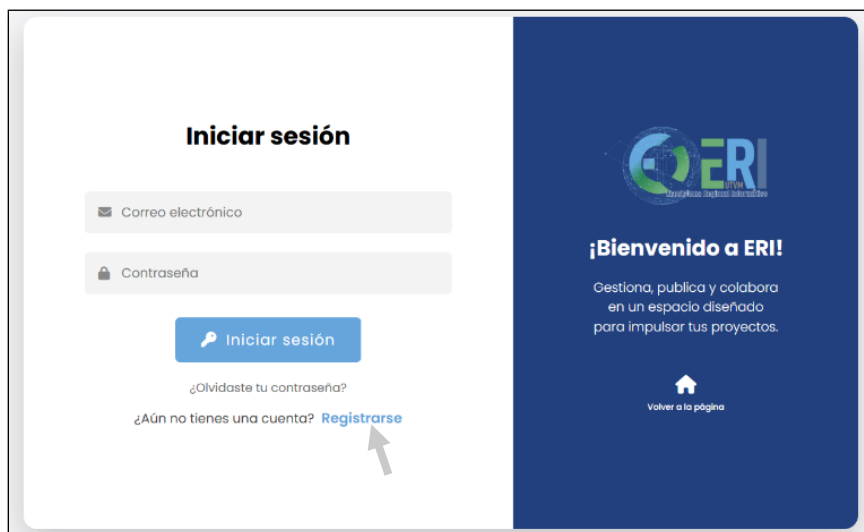 Iniciar sesión
Correo electrónico
Contraseña
Iniciar sesión
¿Olvidaste tu contraseña?
¿Aún no tienes una cuenta? Registrarse
ERI
UTVM
¡Bienvenido a ERI!
Gestiona, publica y colabora
en un espacio diseñado
para impulsar tus proyectos.
Volver a la página